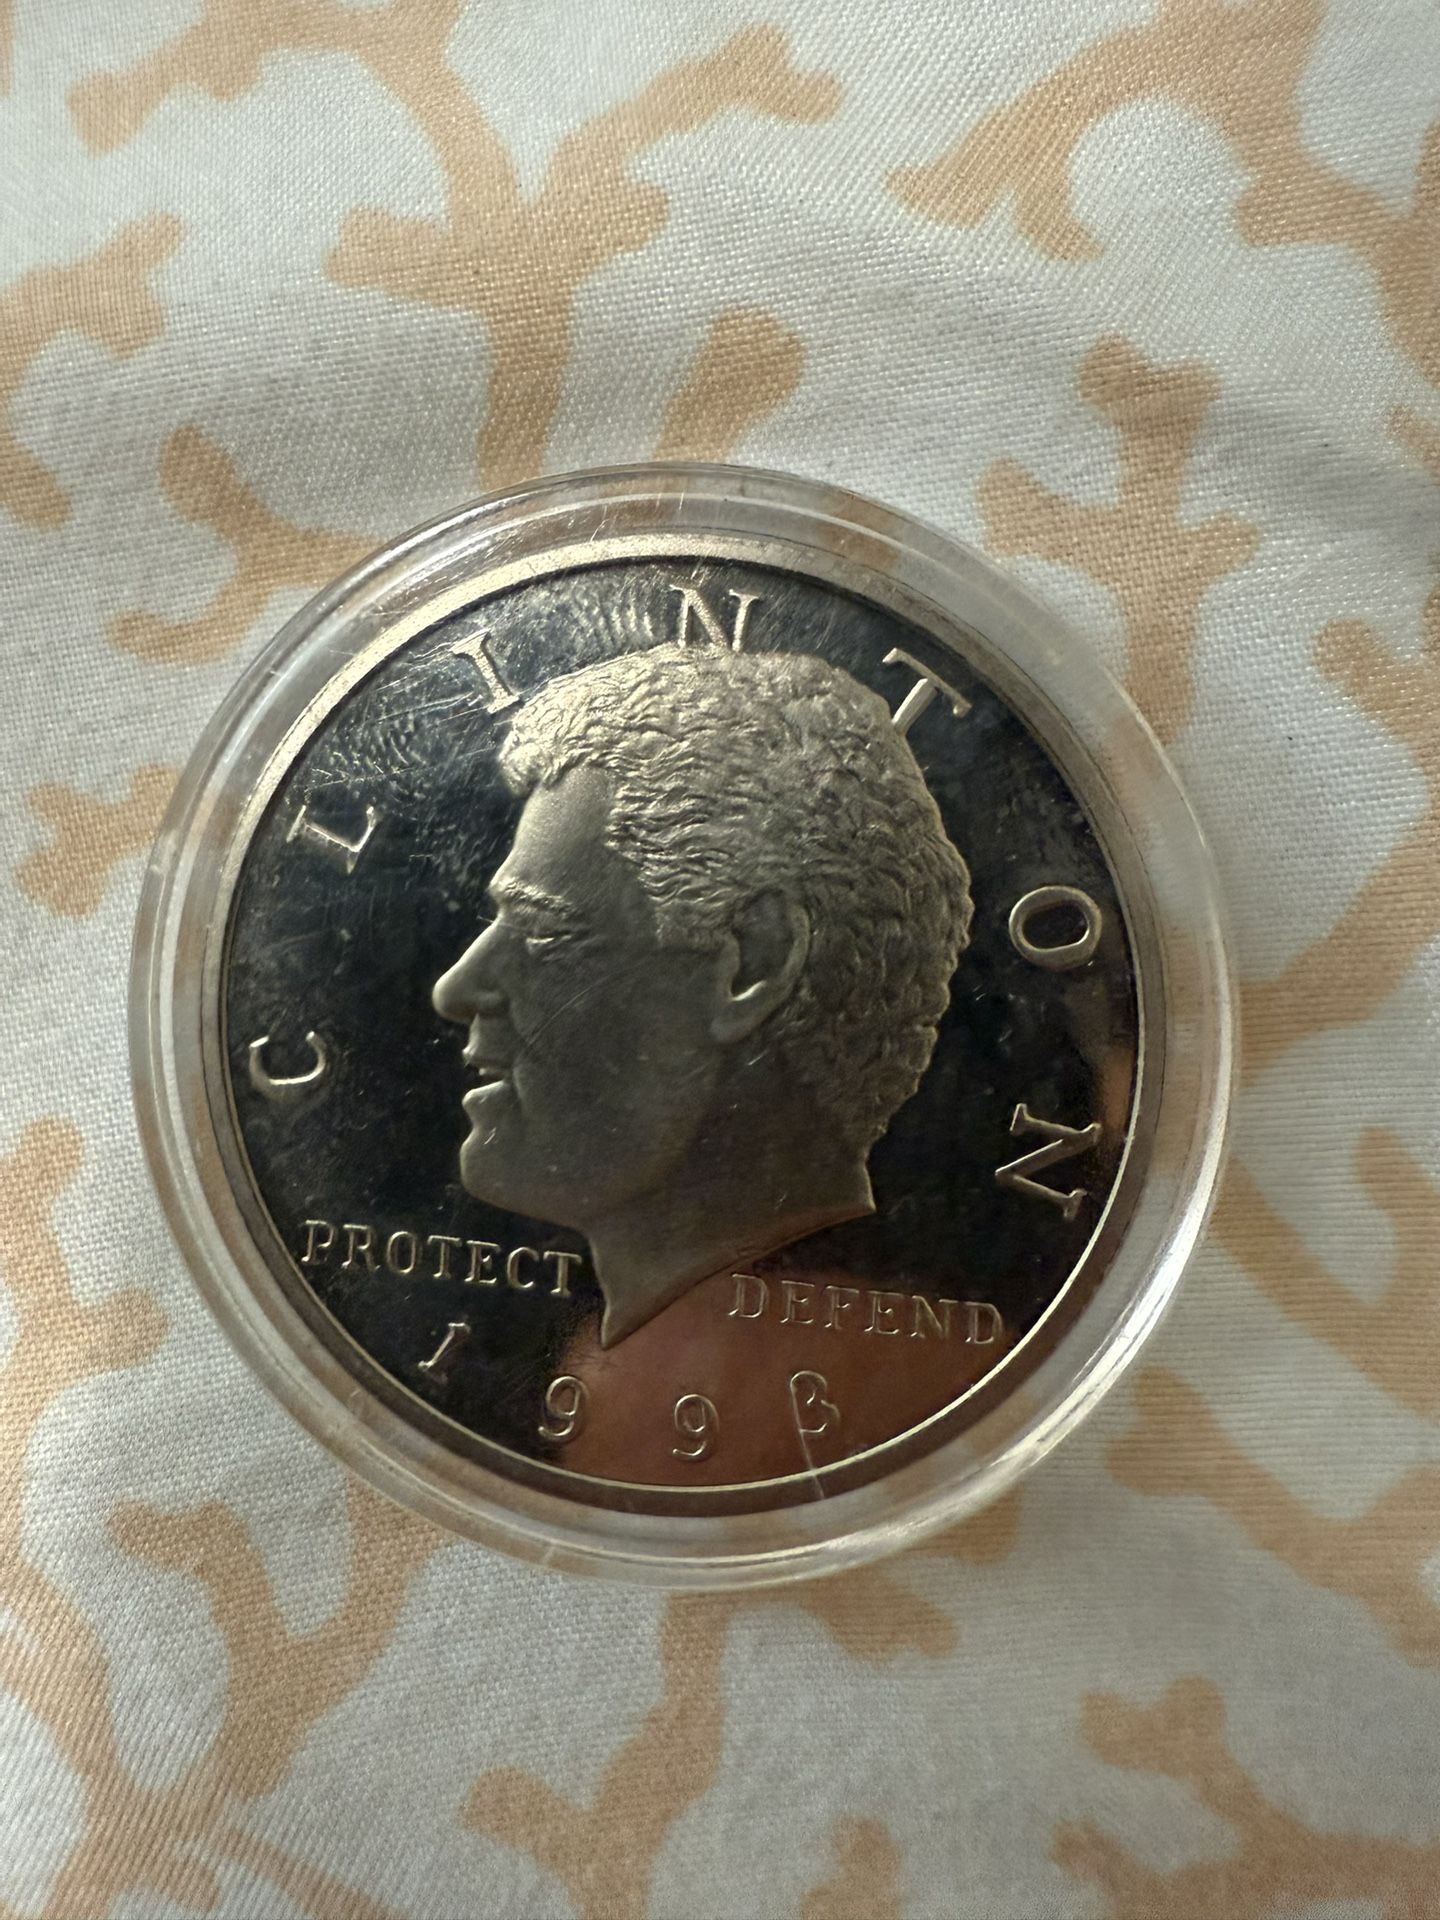 CLINTON
PROTECT DEFEND
1993